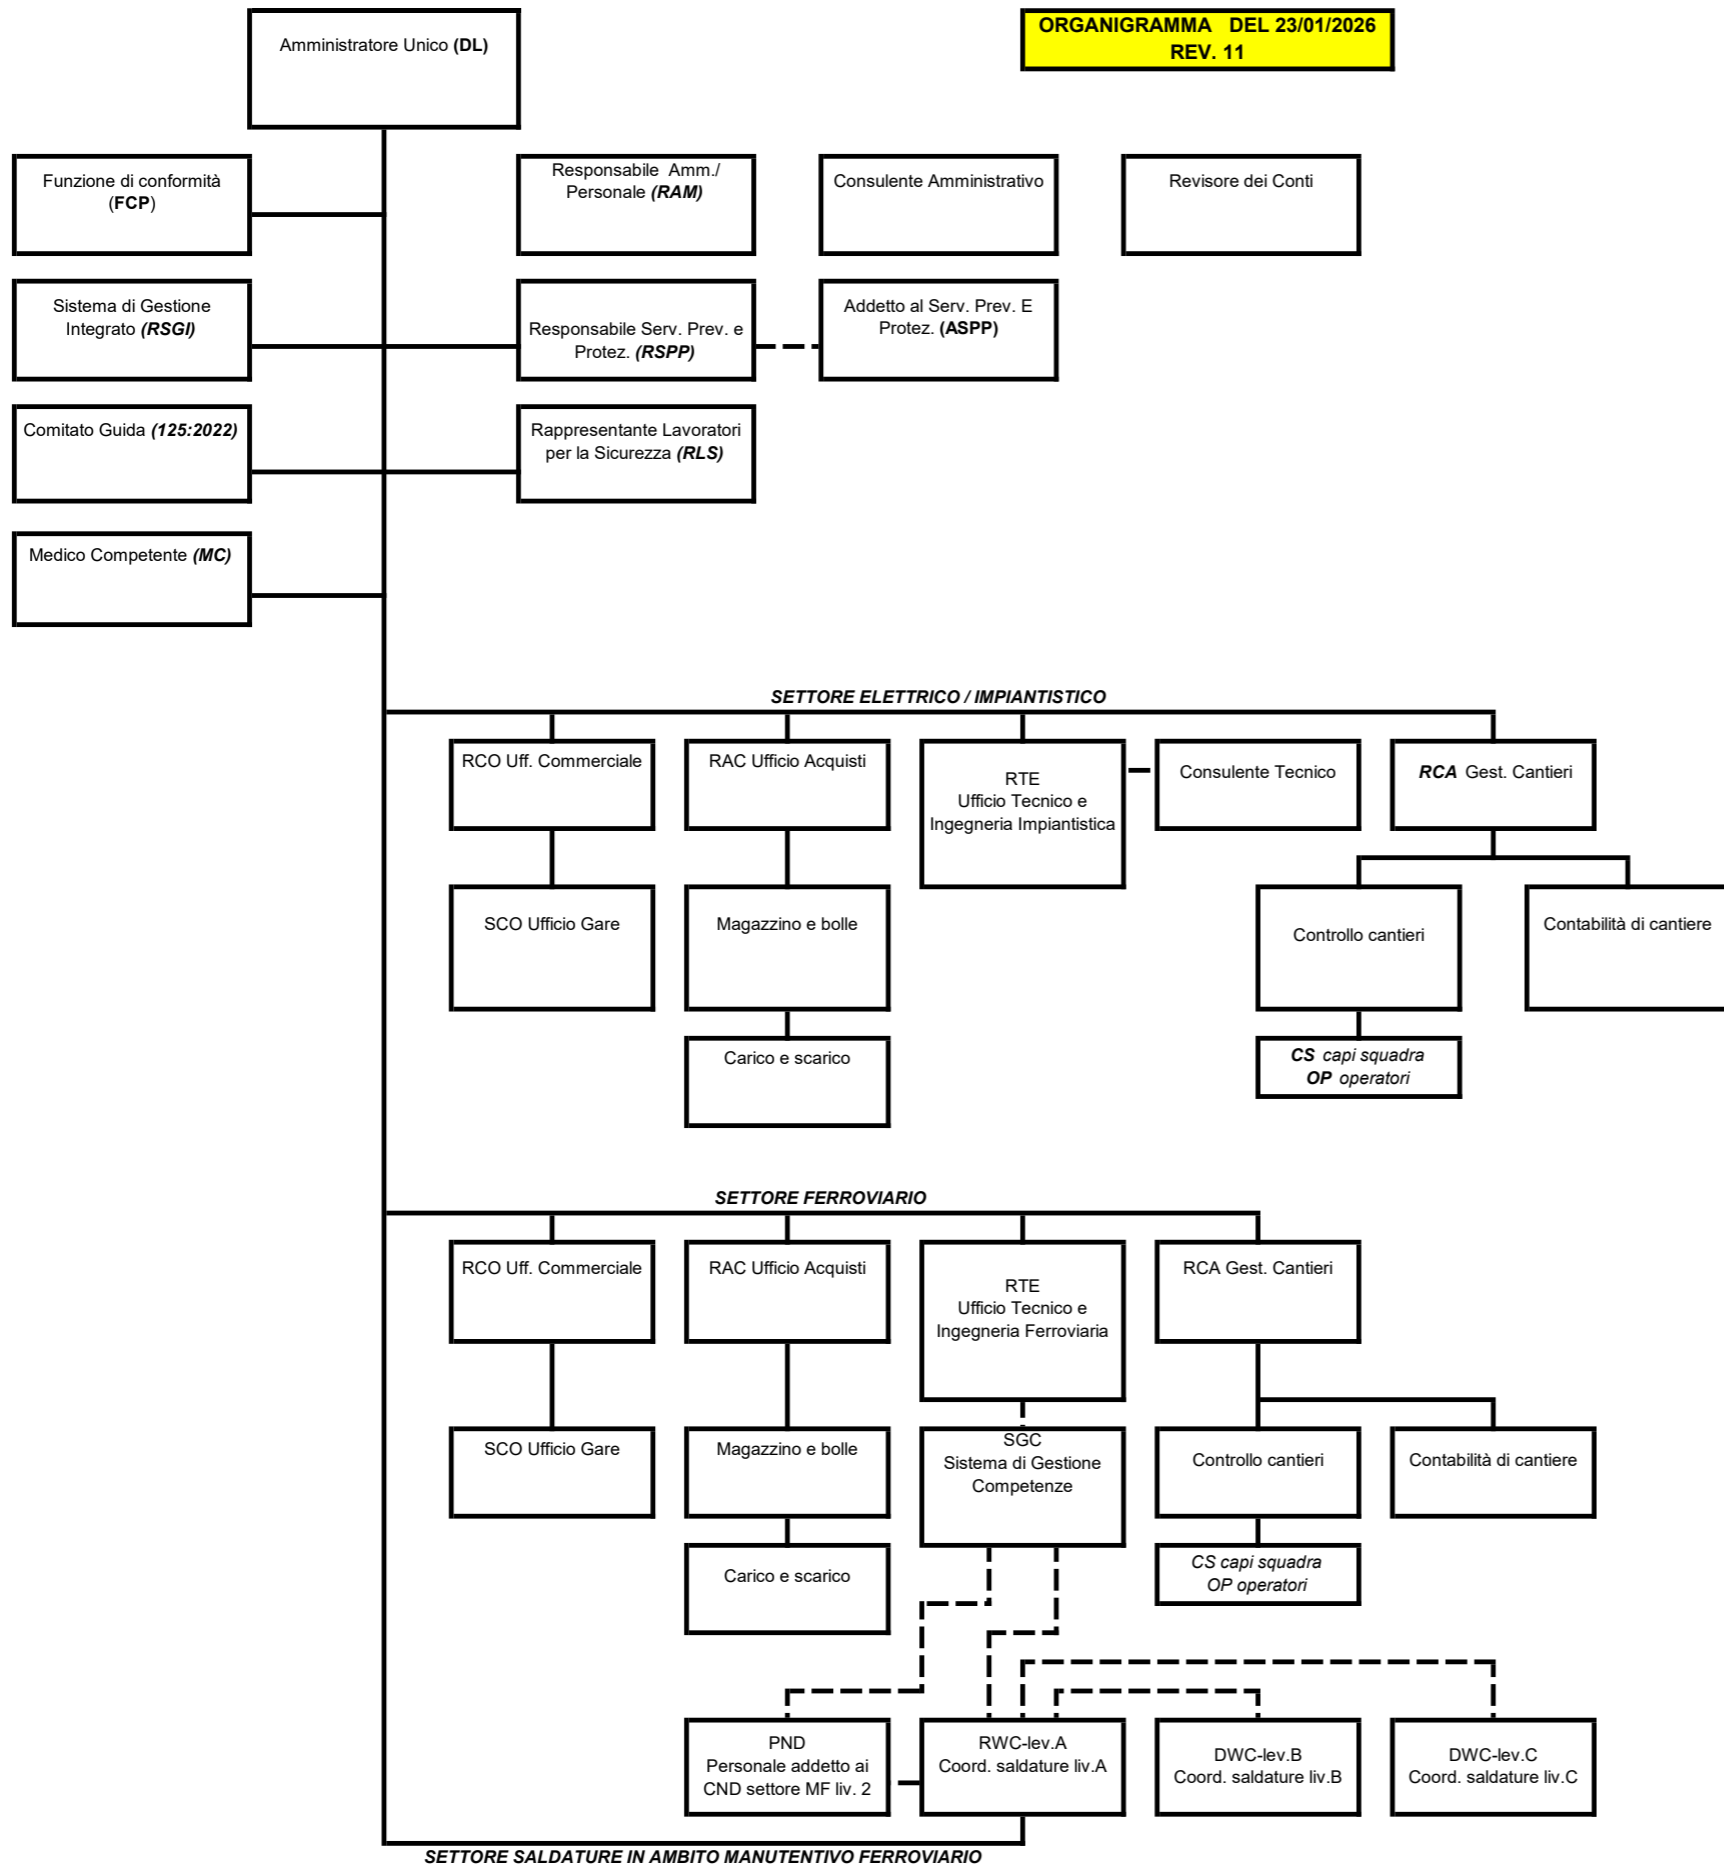 Amministratore Unico (DL)
ORGANIGRAMMA DEL 23/01/2026
REV. 11
Funzione di conformità
(FCP)
Responsabile Amm./
Personale (RAM)
Consulente Amministrativo
Revisore dei Conti
Sistema di Gestione
Integrato (RSGI)
Responsabile Serv. Prev. e
Protez. (RSPP)
Addetto al Serv. Prev. E
Protez. (ASPP)
Comitato Guida (125:2022)
Rappresentante Lavoratori
per la Sicurezza (RLS)
Medico Competente (MC)
SETTORE ELETTRICO / IMPIANTISTICO
RCO Uff. Commerciale
RAC Ufficio Acquisti
RTE
Ufficio Tecnico e
Ingegneria Impiantistica
Consulente Tecnico
RCA Gest. Cantieri
SCO Ufficio Gare
Magazzino e bolle
Controllo cantieri
Contabilità di cantiere
Carico e scarico
CS capi squadra
OP operatori
SETTORE FERROVIARIO
RCO Uff. Commerciale
RAC Ufficio Acquisti
RTE
Ufficio Tecnico e
Ingegneria Ferroviaria
RCA Gest. Cantieri
SCO Ufficio Gare
Magazzino e bolle
SGC
Sistema di Gestione
Competenze
Controllo cantieri
Contabilità di cantiere
Carico e scarico
CS capi squadra
OP operatori
PND
Personale addetto ai
CND settore MF liv. 2
RWC-lev.A
Coord. saldature liv.A
DWC-lev.B
Coord. saldature liv.B
DWC-lev.C
Coord. saldature liv.C
SETTORE SALDATURE IN AMBITO MANUTENTIVO FERROVIARIO